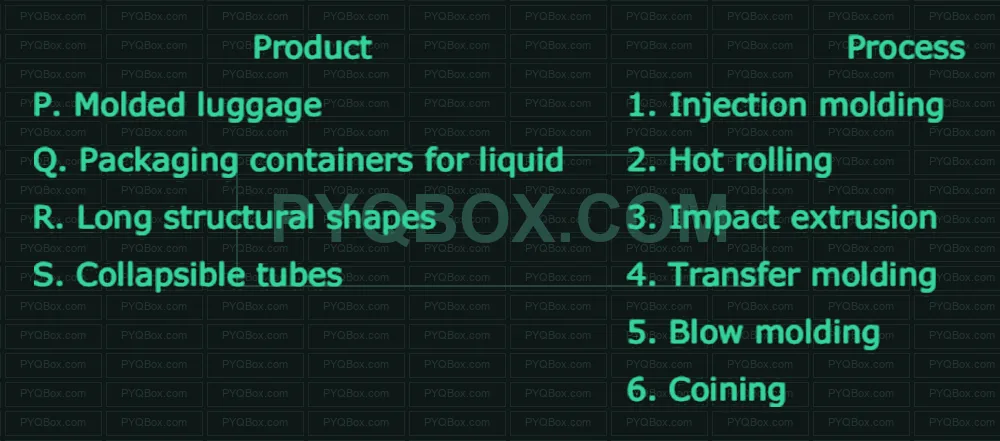 Product Process
P. Molded luggage 1. Injection molding
Q. Packaging containers for liquid 2. Hot rolling
R. Long structural shapes 3. Impact extrusion
S. Collapsible tubes 4. Transfer molding
5. Blow molding
6. Coining
PYQBOX.COM